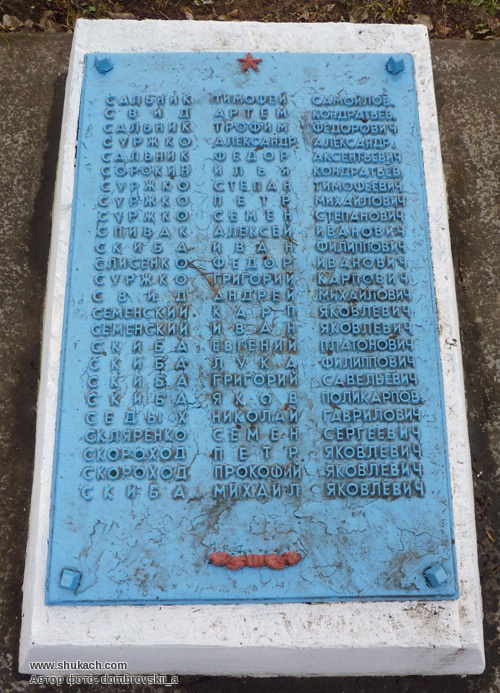 САЛЬНИК ТИМОФЕЙ САМОЙЛОВ.
СВИД АРТЕМ КОНДРАТЬЕВ.
САЛЬНИК ТРОФИМ ФЕДОРОВИЧ
СУРЖКО АЛЕКСАНДР АЛЕКСАНДР.
САЛЬНИК ФЕДОР АКСЕНТЬЕВИЧ
СОРОКИН ИЛЬЯ КОНДРАТЬЕВ.
СУРЖКО СТЕПАН ТИМОФЕЕВИЧ
СУРЖКО ПЕТР МИХАЙЛОВИЧ
СУРЖКО СЕМЕН СТЕПАНОВИЧ
СПИВАК АЛЕКСЕЙ ИВАНОВИЧ
СКИБА ИВАН ФИЛИППОВИЧ
ЕЛИСЕНКО ФЕДОР ИВАНОВИЧ
СУРЖКО ГРИГОРИЙ КАРПОВИЧ
СВИД АНДРЕЙ МИХАЙЛОВИЧ
СЕМЕНСКИЙ КАРП ЯКОВЛЕВИЧ
СЕМЕНСКИЙ ИВАН ЯКОВЛЕВИЧ
СКИБА ЕВГЕНИЙ ПЛАТОНОВИЧ
СКИБА ЛУКА ФИЛИППОВИЧ
СКИБА ГРИГОРИЙ САВЕЛЬЕВИЧ
СКИБА ЯКОВ ПОЛИКАРПОВ.
СЕДЫХ НИКОЛАЙ ГАВРИЛОВИЧ
СКЛЯРЕНКО СЕМЕН СЕРГЕЕВИЧ
СКОРОХОД ПЕТР ЯКОВЛЕВИЧ
СКОРОХОД ПРОКОФИЙ ЯКОВЛЕВИЧ
СКИБА МИХАИЛ ЯКОВЛЕВИЧ
www.shukach.com
Автор фото: dombrovskii_a